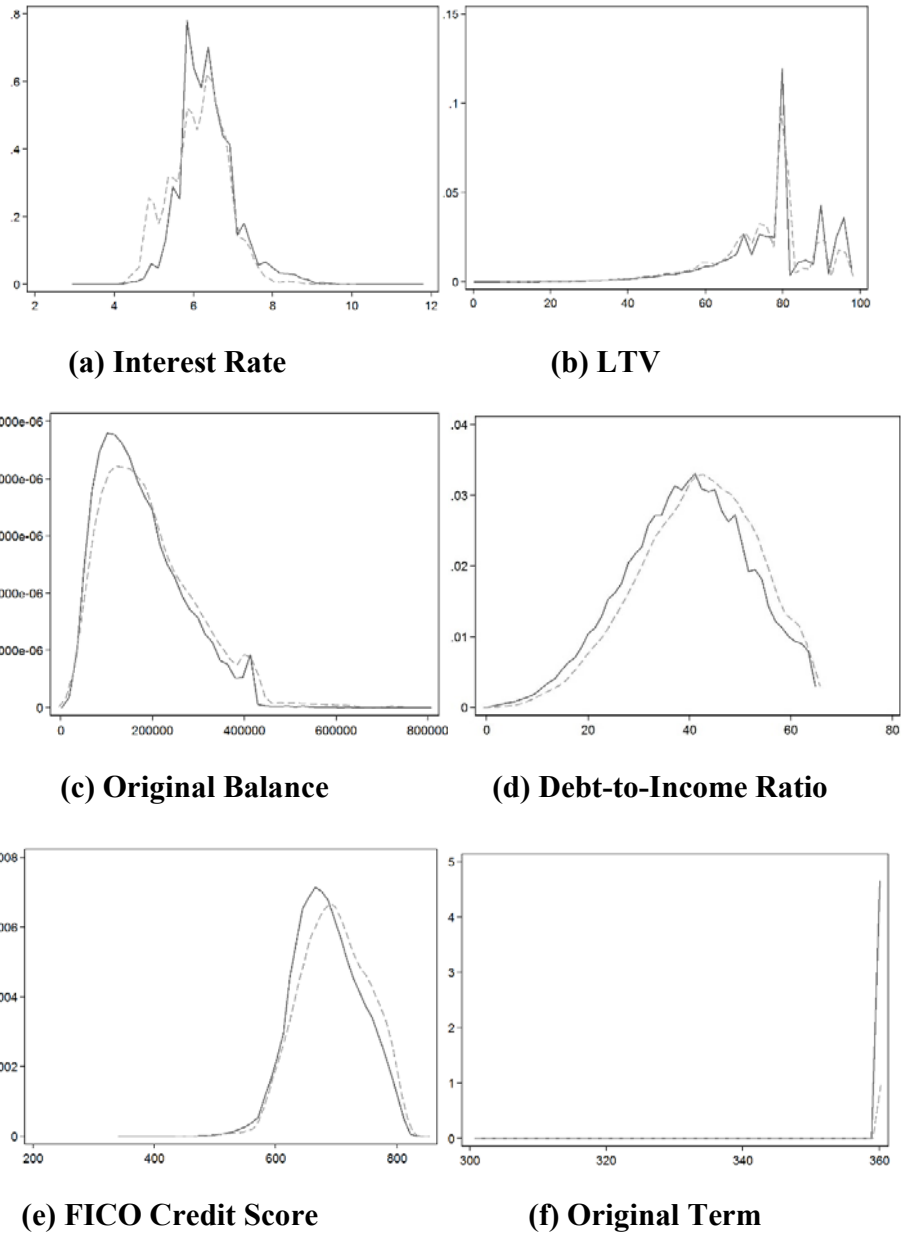 .8 .15
.6 .1
.4
.2 .05
0 0
2 4 6 8 10 12 0 20 40 60 80 100
(a) Interest Rate (b) LTV
000e-06 .04
000e-06 .03
000e-06 .02
000e-06 .01
000e-06
0 0
0 200000 400000 600000 800000 0 20 40 60 80
(c) Original Balance (d) Debt-to-Income Ratio
008 5
006 4
004 3
002 2
1
0 0
200 400 600 800 300 320 340 360
(e) FICO Credit Score (f) Original Term